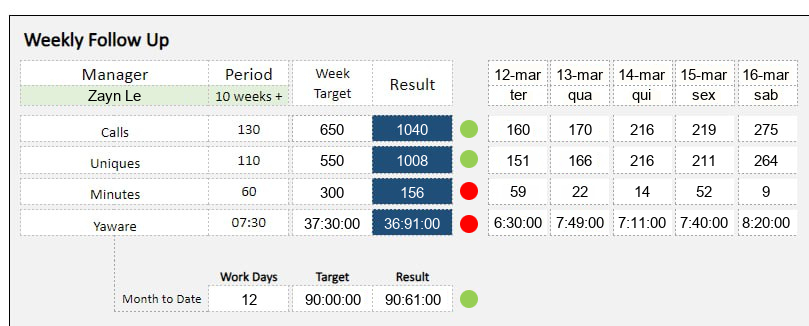 Weekly Follow Up
Manager Period Week Target Result 12-mar 13-mar 14-mar 15-mar 16-mar
Zayn Le 10 weeks + ter qua qui sex sab
Calls 130 650 1040 160 170 216 219 275
Uniques 110 550 1008 151 166 216 211 264
Minutes 60 300 156 59 22 14 52 9
Yaware 07:30 37:30:00 36:91:00 6:30:00 7:49:00 7:11:00 7:40:00 8:20:00
Work Days Target Result
Month to Date 12 90:00:00 90:61:00